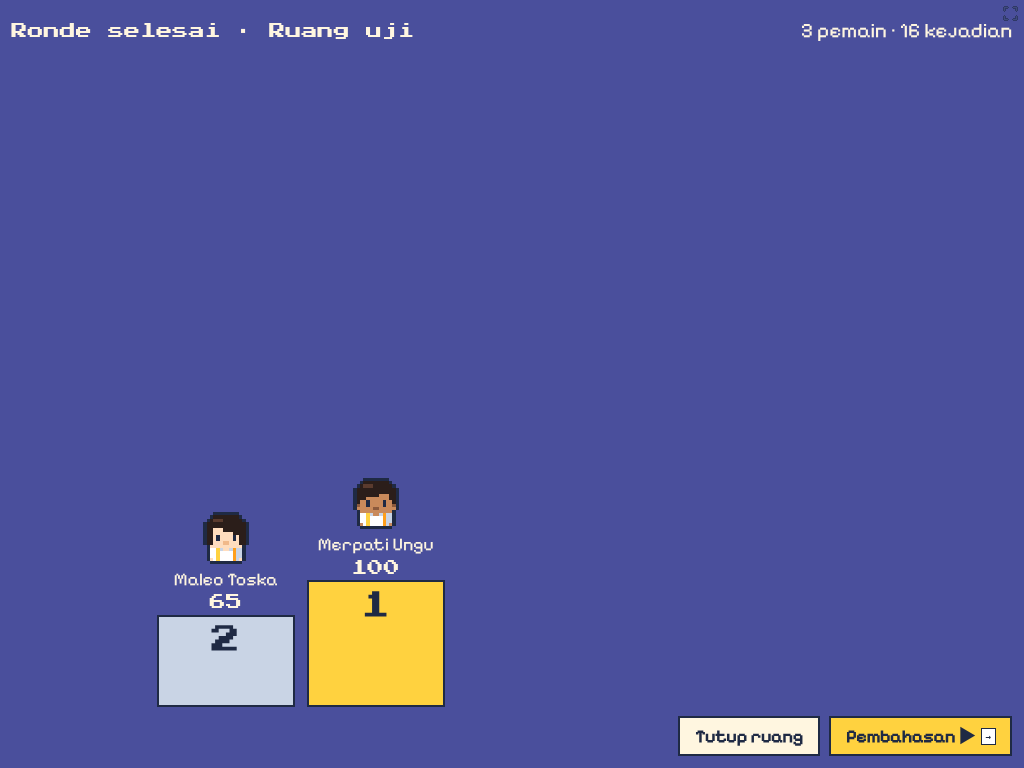 Ronde selesai · Ruang uji
3 pemain · 16 kejadian
Merpati Ungu
100
Maleo Toska
65
1
2
Tutup ruang
Pembahasan ▶ →